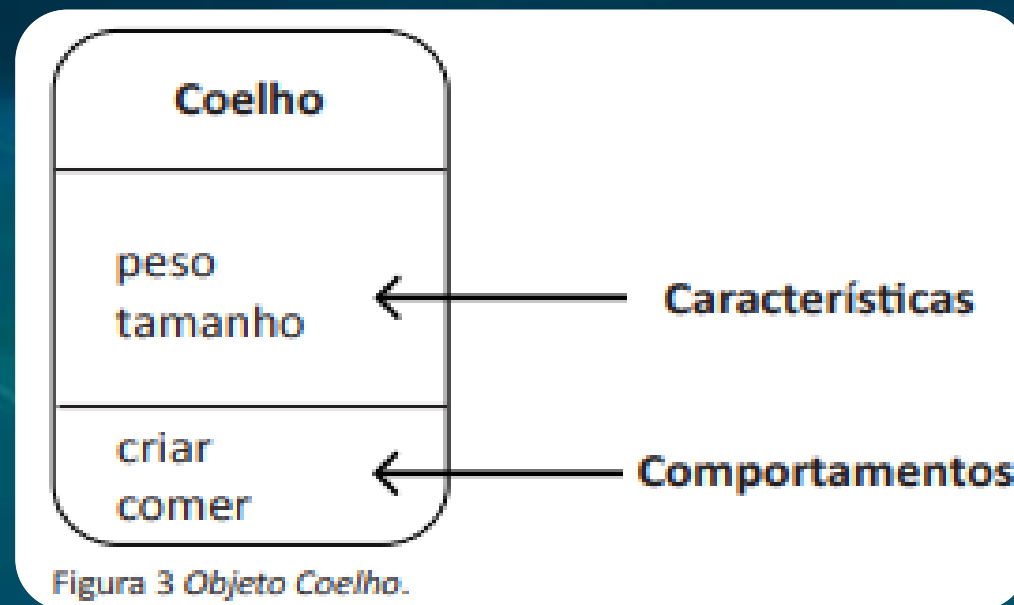 Coelho
peso
tamanho
Características
criar
comer
Comportamentos
Figura 3 Objeto Coelho.